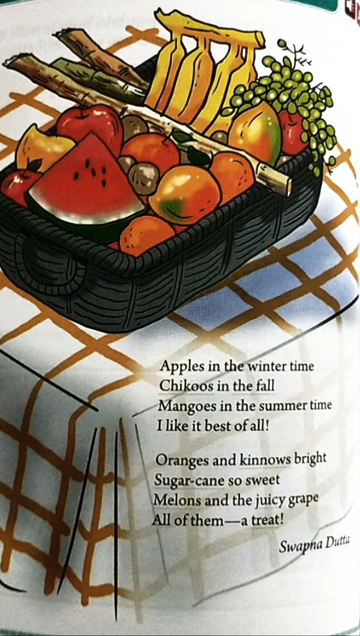 Apples in the winter time
Chikoos in the fall
Mangoes in the summer time
I like it best of all!
Oranges and kinnows bright
Sugar-cane so sweet
Melons and the juicy grape
All of them—a treat!
Swapna Dutta